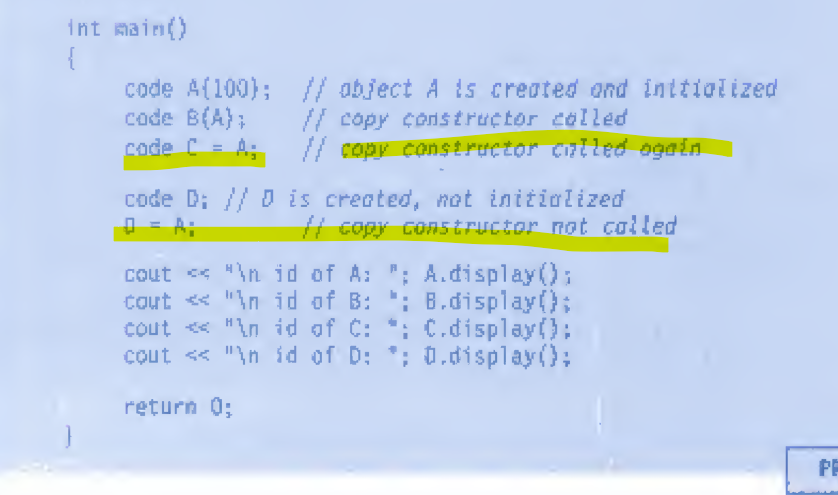 int main()
{
code A(100); // object A is created and initialized
code B(A); // copy constructor called
code C = A; // copy constructor called again
code D; // D is created, not initialized
D = A; // copy constructor not called
cout << "\n id of A: "; A.display();
cout << "\n id of B: "; B.display();
cout << "\n id of C: "; C.display();
cout << "\n id of D: "; D.display();
return 0;
}